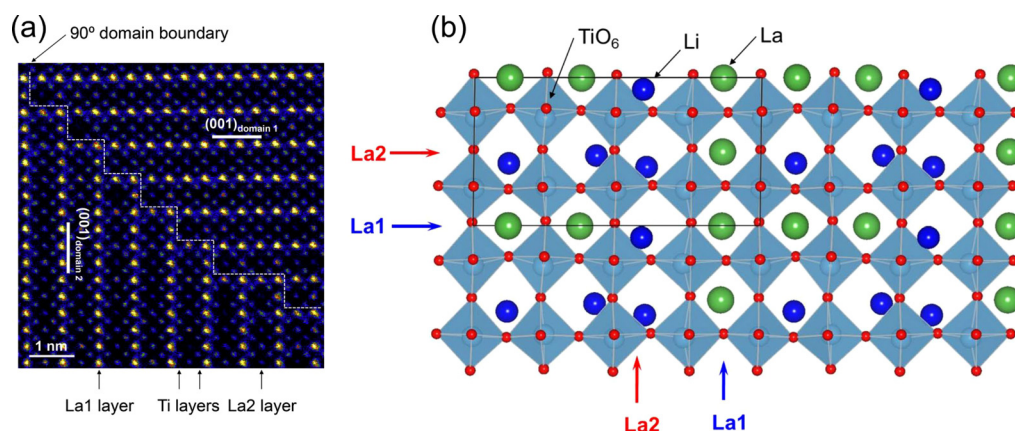 (a)
90º domain boundary
(001)domain 1
(001)domain 2
1 nm
La1 layer
Ti layers
La2 layer
(b)
TiO6
Li
La
La2
La1
La2
La1